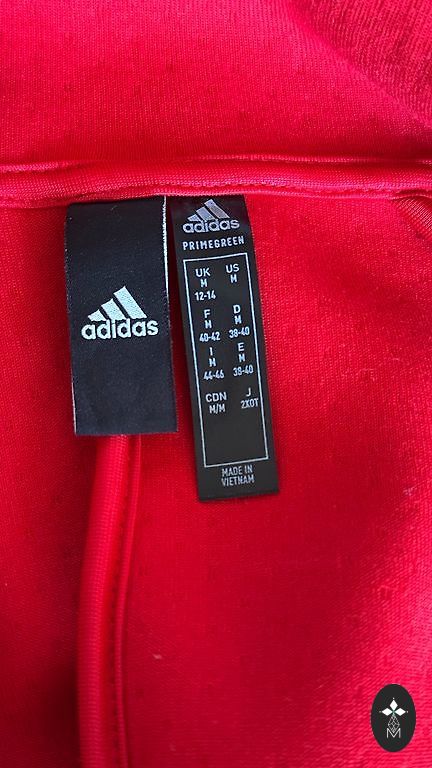 adidas
adidas
PRIMEGREEN
UK US
M M
12-14
F D
M M
40-42 38-40
I E
M M
44-46 38-40
CDN J
M/M 2XOT
MADE IN
VIETNAM
M